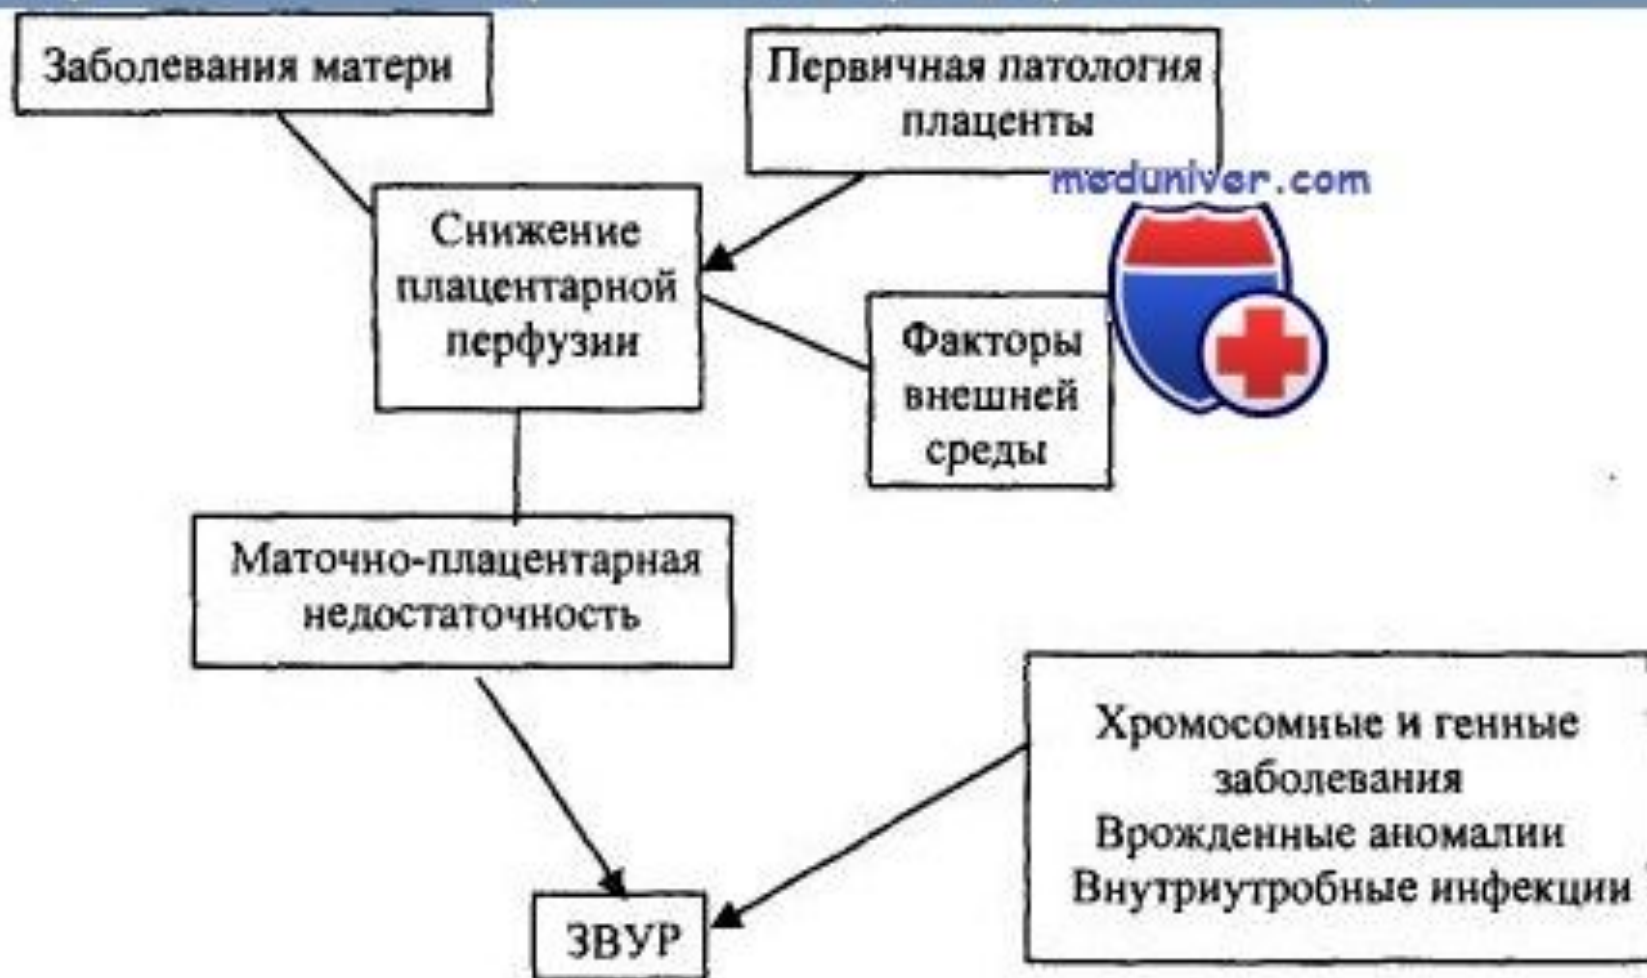 Заболевания матери
Первичная патология
плаценты
meduniver.com
Снижение
плацентарной
перфузии
Факторы
внешней
среды
Маточно-плацентарная
недостаточность
Хромосомные и генные
заболевания
Врожденные аномалии
Внутриутробные инфекции
ЗВУР